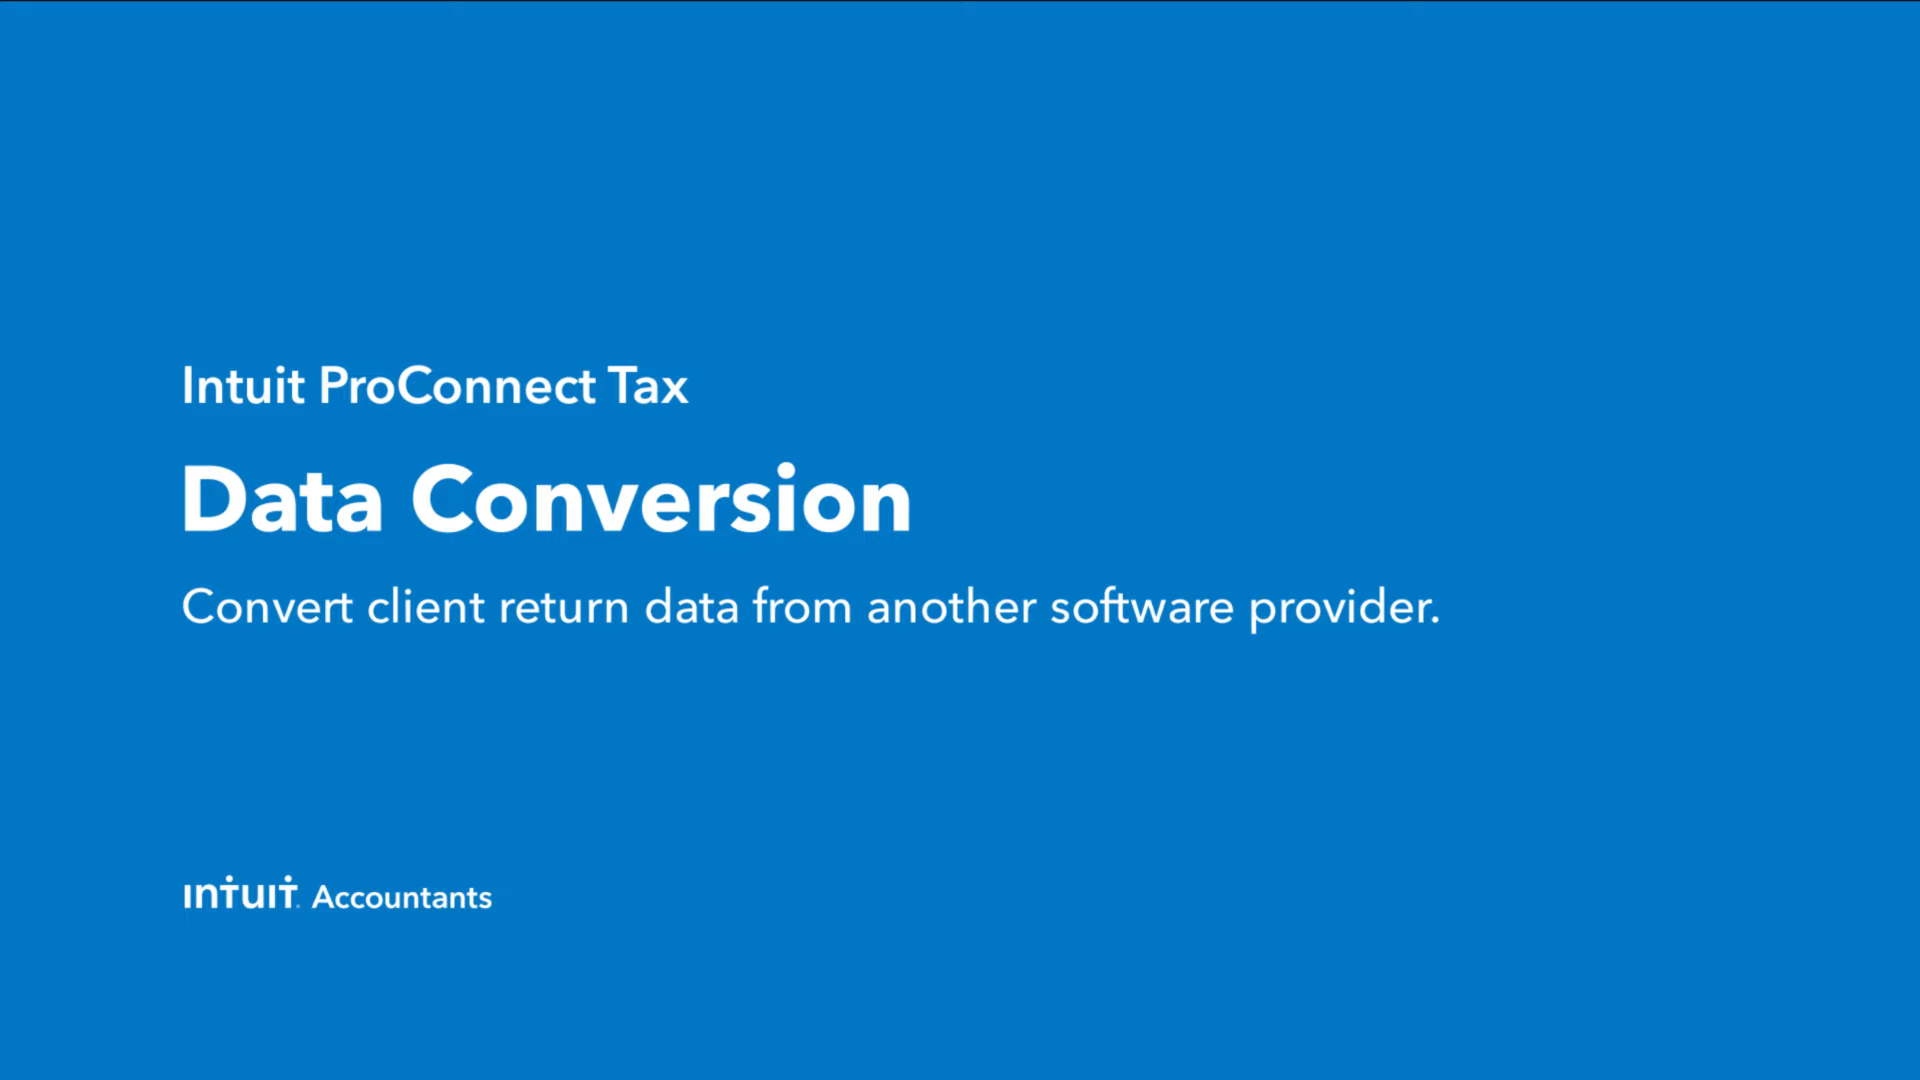 Intuit ProConnect Tax
Data Conversion
Convert client return data from another software provider.
INTUIT. Accountants